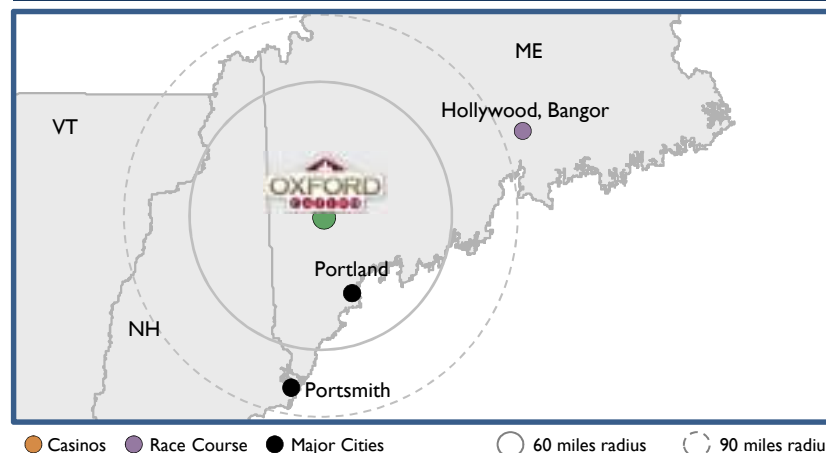 ME
Hollywood, Bangor
VT
OXFORD
CASINO
Portland
NH
Portsmith
Casinos Race Course Major Cities 60 miles radius 90 miles radiu